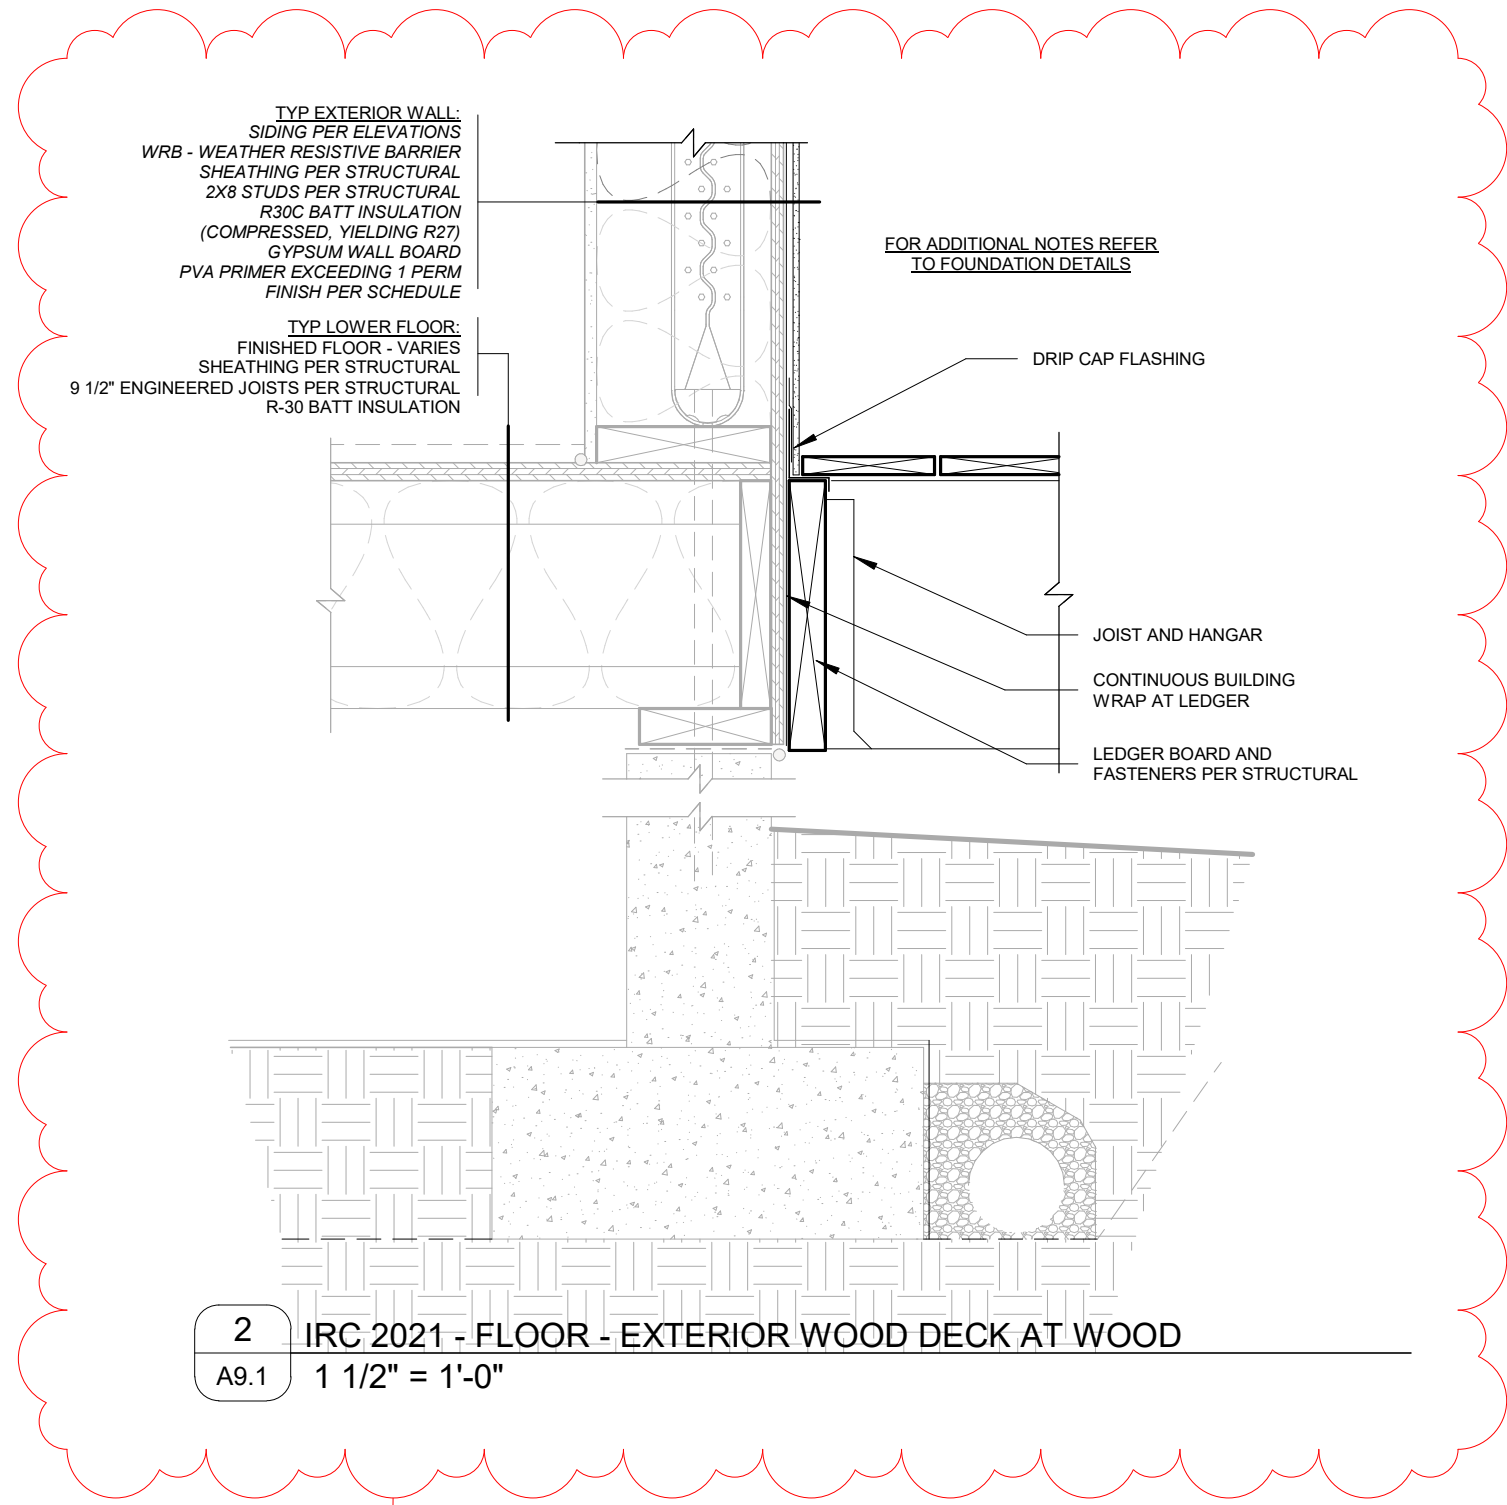 TYP EXTERIOR WALL:
SIDING PER ELEVATIONS
WRB - WEATHER RESISTIVE BARRIER
SHEATHING PER STRUCTURAL
2X8 STUDS PER STRUCTURAL
R30C BATT INSULATION
(COMPRESSED, YIELDING R27)
GYPSUM WALL BOARD
PVA PRIMER EXCEEDING 1 PERM
FINISH PER SCHEDULE
TYP LOWER FLOOR:
FINISHED FLOOR - VARIES
SHEATHING PER STRUCTURAL
9 1/2" ENGINEERED JOISTS PER STRUCTURAL
R-30 BATT INSULATION
FOR ADDITIONAL NOTES REFER
TO FOUNDATION DETAILS
DRIP CAP FLASHING
JOIST AND HANGAR
CONTINUOUS BUILDING
WRAP AT LEDGER
LEDGER BOARD AND
FASTENERS PER STRUCTURAL
2
A9.1
IRC 2021 - FLOOR - EXTERIOR WOOD DECK AT WOOD
1 1/2" = 1'-0"